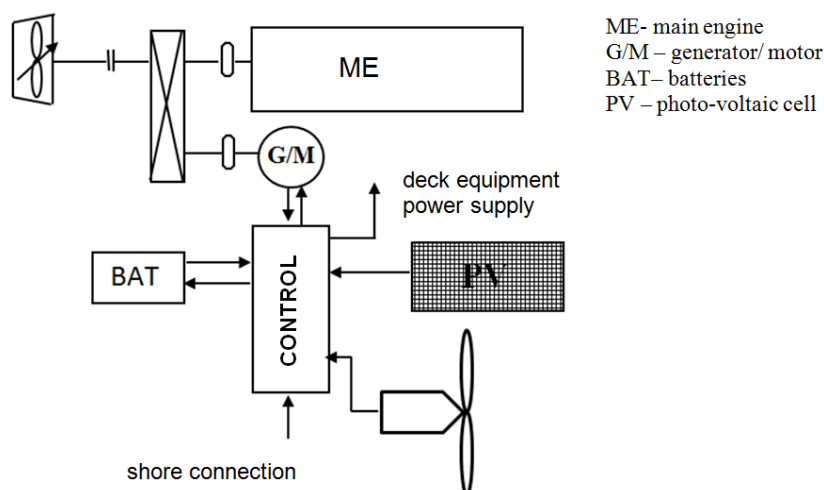 ME
ME- main engine
G/M – generator/ motor
BAT– batteries
PV – photo-voltaic cell
G/M
deck equipment
power supply
BAT
CONTROL
PV
shore connection